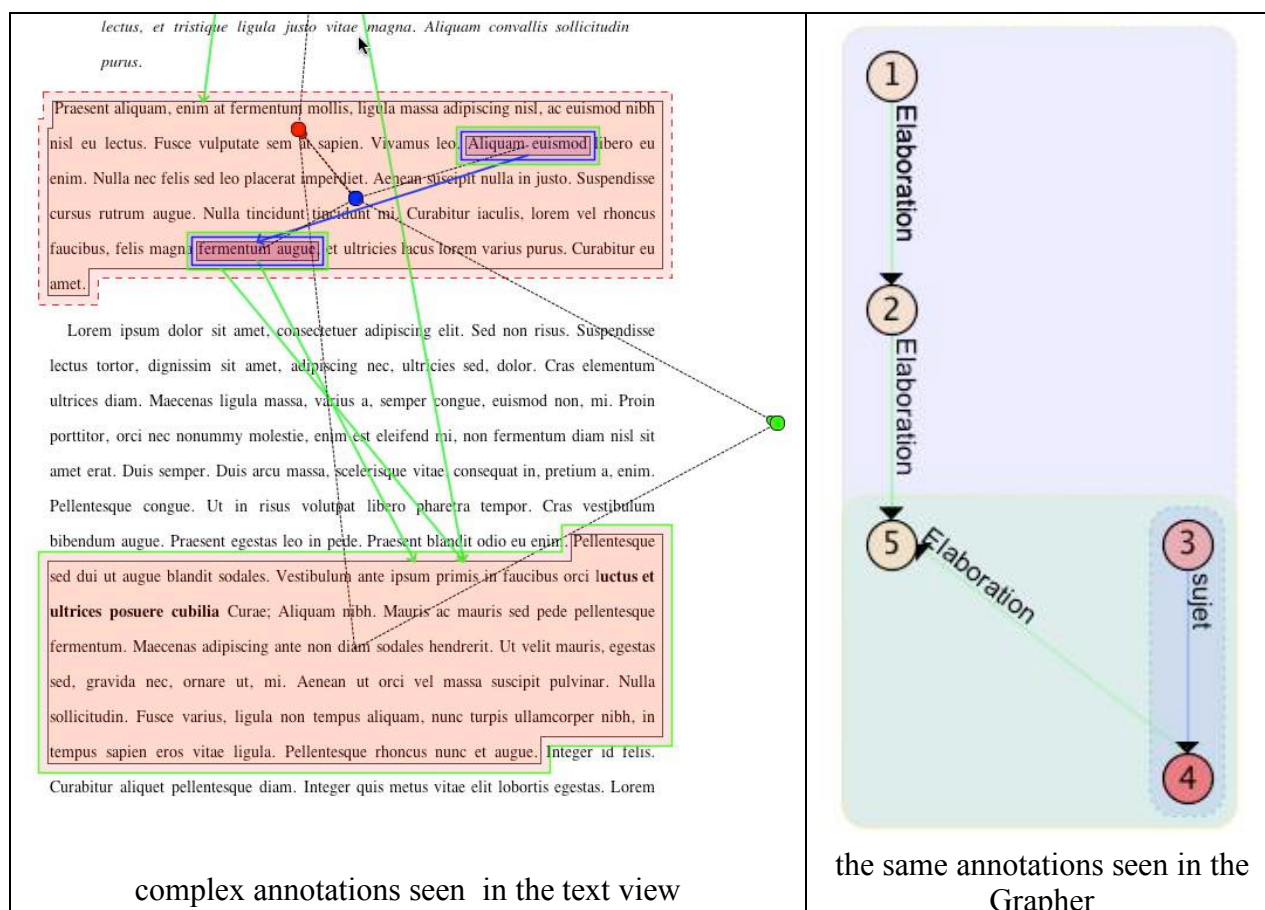 lectus, et tristique ligula justo vitae magna. Aliquam convallis sollicitudin
purus.
Praesent aliquam, enim at fermentum mollis, ligula massa adipiscing nisl, ac euismod nibh
nisl eu lectus. Fusce vulputate sem at sapien. Vivamus leo. Aliquam euismod libero eu
enim. Nulla nec felis sed leo placerat imperdiet. Aenean suscipit nulla in justo. Suspendisse
cursus rutrum augue. Nulla tincidunt tincidunt mi. Curabitur iaculis, lorem vel rhoncus
faucibus, felis magna fermentum augue, et ultricies lacus lorem varius purus. Curabitur eu
amet.
Lorem ipsum dolor sit amet, consectetuer adipiscing elit. Sed non risus. Suspendisse
lectus tortor, dignissim sit amet, adipiscing nec, ultricies sed, dolor. Cras elementum
ultrices diam. Maecenas ligula massa, varius a, semper congue, euismod non, mi. Proin
porttitor, orci nec nonummy molestie, enim est eleifend mi, non fermentum diam nisl sit
amet erat. Duis semper. Duis arcu massa, scelerisque vitae, consequat in, pretium a, enim.
Pellentesque congue. Ut in risus volutpat libero pharetra tempor. Cras vestibulum
bibendum augue. Praesent egestas leo in pede. Praesent blandit odio eu enim. Pellentesque
sed dui ut augue blandit sodales. Vestibulum ante ipsum primis in faucibus orci luctus et
ultrices posuere cubilia Curae; Aliquam nibh. Mauris ac mauris sed pede pellentesque
fermentum. Maecenas adipiscing ante non diam sodales hendrerit. Ut velit mauris, egestas
sed, gravida nec, ornare ut, mi. Aenean ut orci vel massa suscipit pulvinar. Nulla
sollicitudin. Fusce varius, ligula non tempus aliquam, nunc turpis ullamcorper nibh, in
tempus sapien eros vitae ligula. Pellentesque rhoncus nunc et augue. Integer id felis.
Curabitur aliquet pellentesque diam. Integer quis metus vitae elit lobortis egestas. Lorem
complex annotations seen in the text view
1
Elaboration
2
Elaboration
5
Elaboration
3
sujet
4
the same annotations seen in the
Grapher